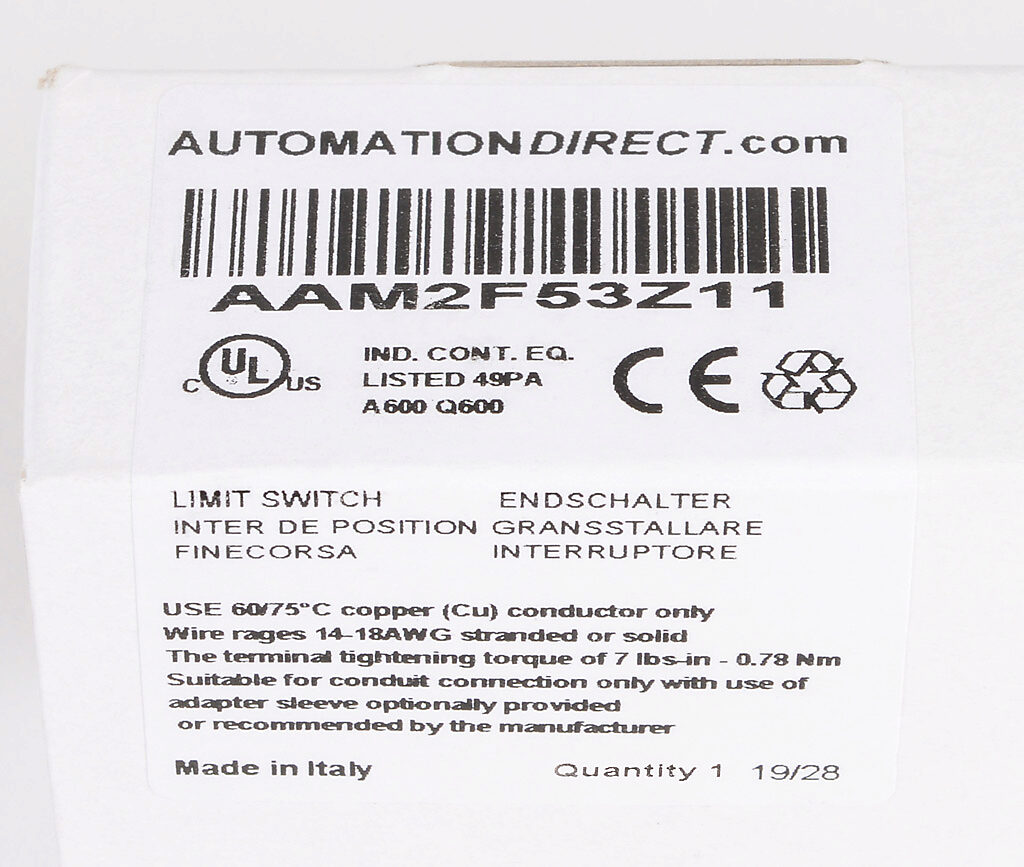 AUTOMATIONDIRECT.com
AAM2F53Z11
C UL US
IND. CONT. EQ.
LISTED 49PA
A600 Q600
CE
LIMIT SWITCH ENDSCHALTER
INTER DE POSITION GRANSSTALLARE
FINECORSA INTERRUPTORE
USE 60/75°C copper (Cu) conductor only
Wire rages 14-18AWG stranded or solid
The terminal tightening torque of 7 lbs-in - 0.78 Nm
Suitable for conduit connection only with use of
adapter sleeve optionally provided
or recommended by the manufacturer
Made in Italy Quantity 1 19/28